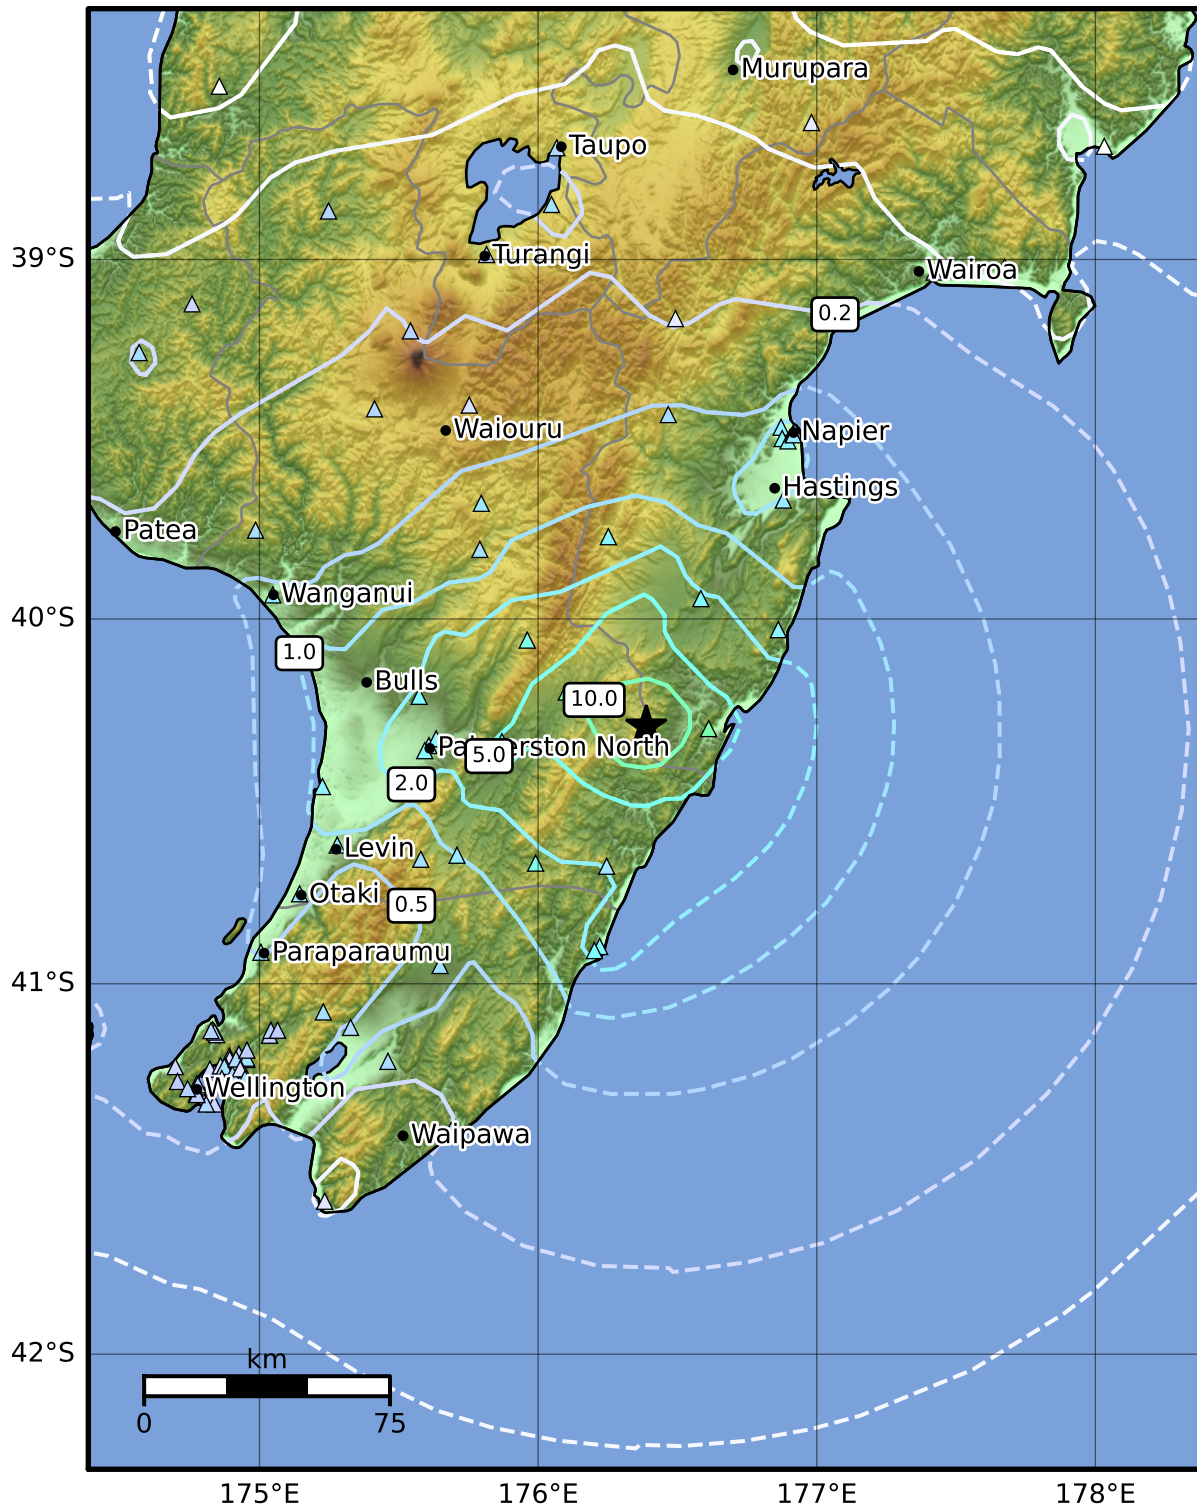 Murupara
Taupo
39°S
Turangi
Wairoa
0.2
Waiouru
Napier
Hastings
Patea
Wanganui
40°S
1.0
Bulls
10.0
Palmerston North
5.0
2.0
Levin
Otaki
0.5
Paraparaumu
41°S
Wellington
Waipawa
42°S
km
0
75
175°E
176°E
177°E
178°E